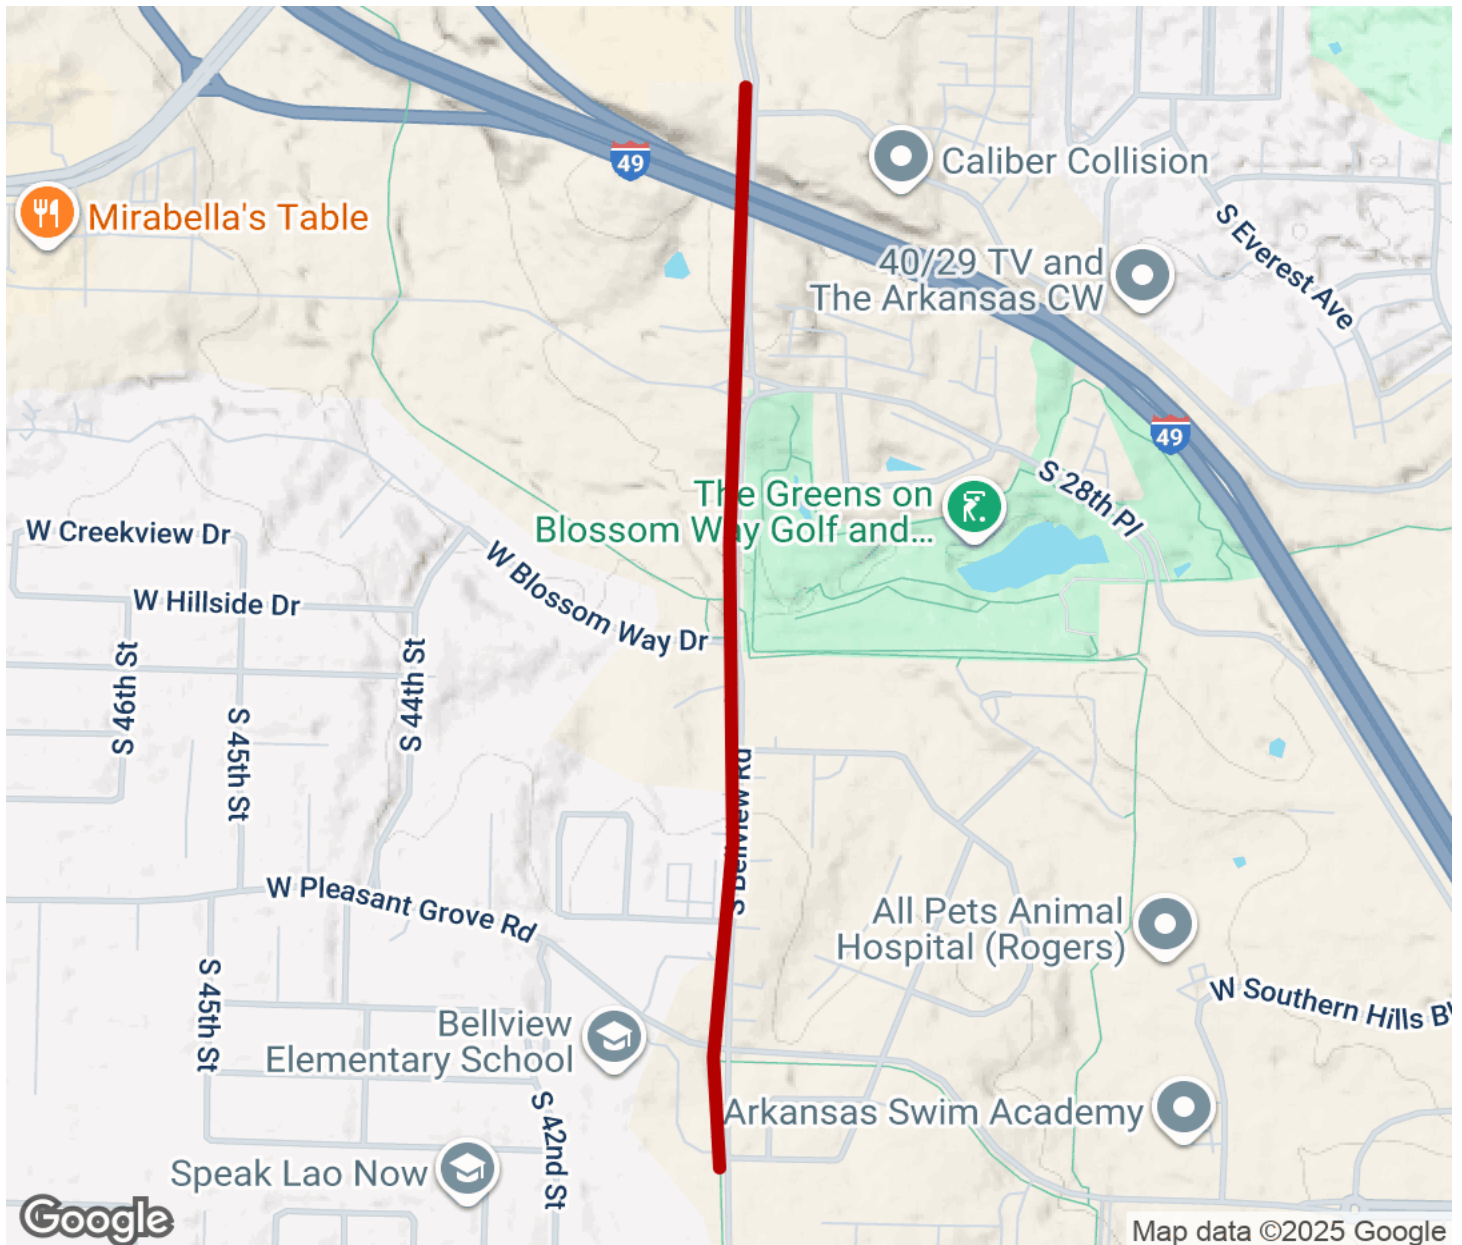 49
Caliber Collision
Mirabella's Table
S Everest Ave
40/29 TV and
The Arkansas CW
49
S 28th Pl
The Greens on
Blossom Way Golf and...
W Creekview Dr
W Blossom Way Dr
W Hillside Dr
S 46th St
S 44th St
S 45th St
S Bellview Rd
W Pleasant Grove Rd
All Pets Animal
Hospital (Rogers)
S 45th St
W Southern Hills B
Bellview
Elementary School
S 42nd St
Arkansas Swim Academy
Speak Lao Now
Google
Map data ©2025 Google